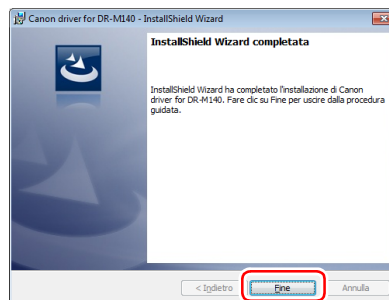 Canon driver for DR-M140 - InstallShield Wizard
InstallShield Wizard completata
InstallShield Wizard ha completato l'installazione di Canon
driver for DR-M140. Fare clic su Fine per uscire dalla procedura
guidata.
< Indietro Fine Annulla